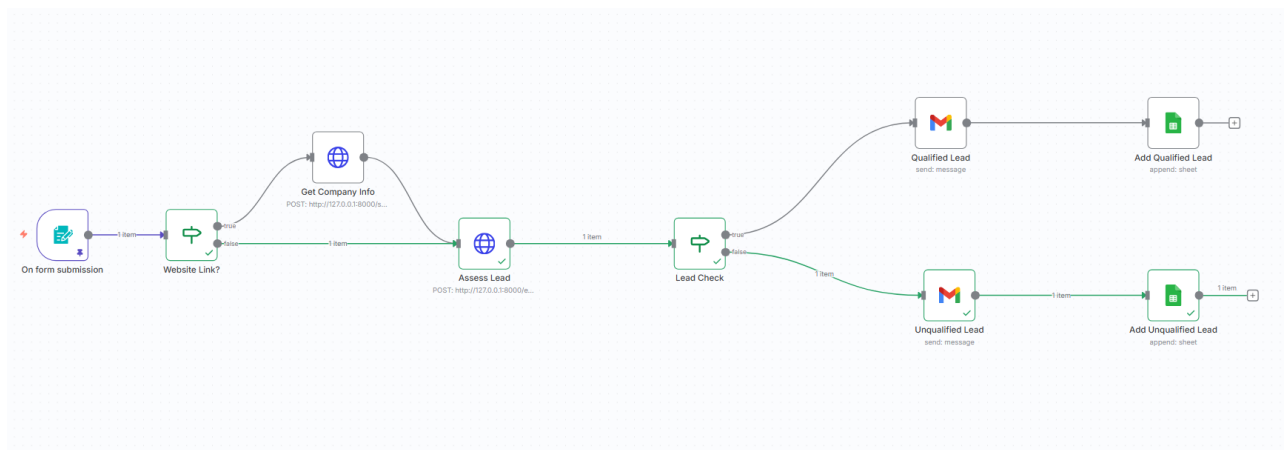 Qualified Lead
send: message
Add Qualified Lead
append: sheet
Get Company Info
POST: http://127.0.0.1:8000/s...
true
1 item
false
1 item
On form submission
Website Link?
Assess Lead
POST: http://127.0.0.1:8000/e...
1 item
true
false
Lead Check
1 item
1 item
1 item
Unqualified Lead
send: message
Add Unqualified Lead
append: sheet